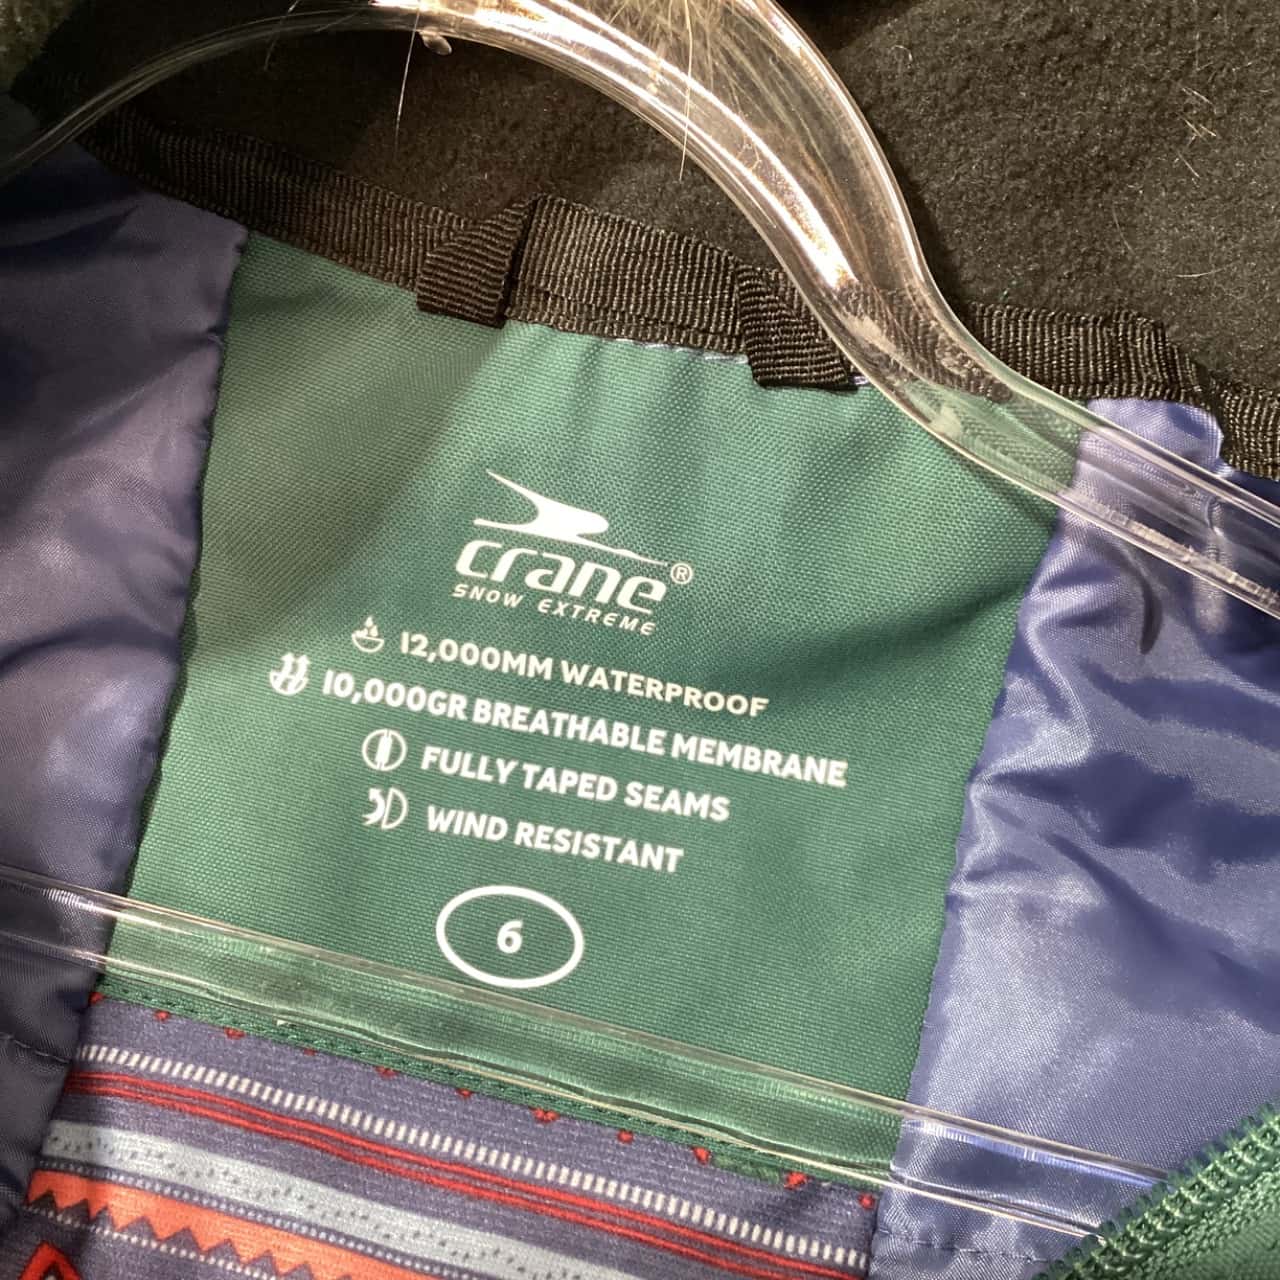 crane®
SNOW EXTREME
12,000MM WATERPROOF
10,000GR BREATHABLE MEMBRANE
FULLY TAPED SEAMS
WIND RESISTANT
6